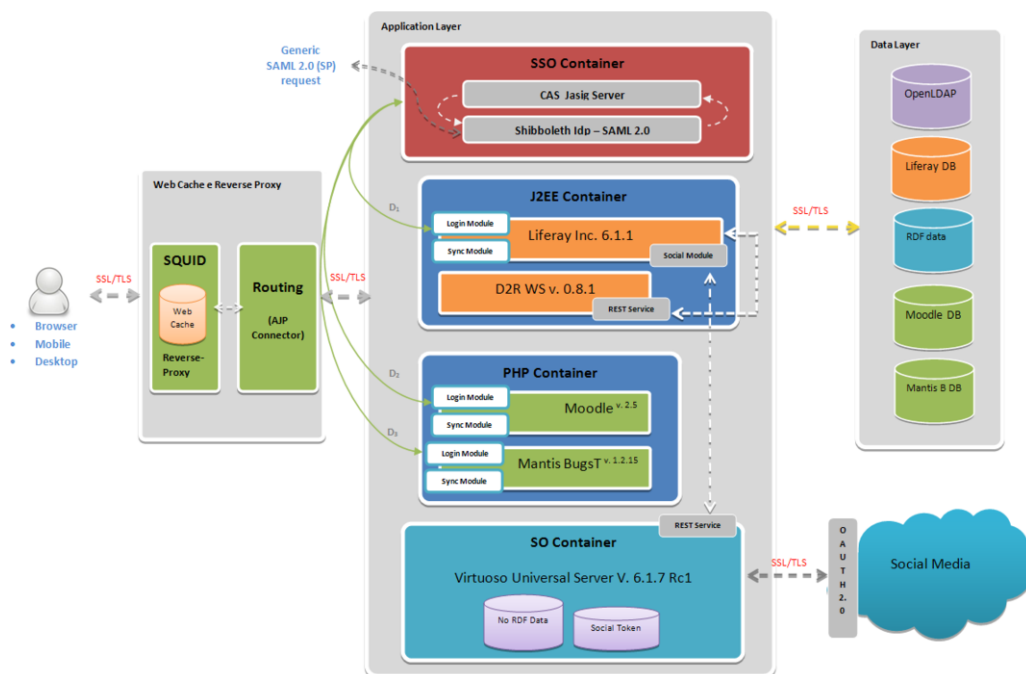 Application Layer
Generic
SAML 2.0 (SP)
request
SSO Container
CAS Jasig Server
Shibboleth Idp – SAML 2.0
Data Layer
OpenLDAP
Liferay DB
RDF data
Moodle DB
Mantis B DB
Web Cache e Reverse Proxy
SQUID
Web
Cache
Reverse-
Proxy
Routing
(AJP
Connector)
SSL/TLS
SSL/TLS
SSL/TLS
Browser
Mobile
Desktop
D₁
D₂
D₃
J2EE Container
Login Module
Sync Module
Liferay Inc. 6.1.1
Social Module
D2R WS v. 0.8.1
REST Service
PHP Container
Login Module
Moodle v. 2.5
Sync Module
Login Module
Mantis BugsT v. 1.2.15
Sync Module
REST Service
SO Container
Virtuoso Universal Server V. 6.1.7 Rc1
No RDF Data
Social Token
SSL/TLS
OAUTH2.0
Social Media